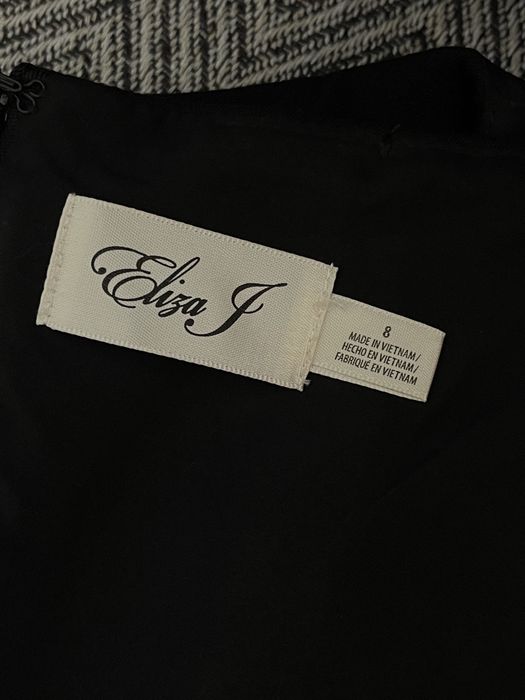 Eliza J
8
MADE IN VIETNAM/
HECHO EN VIETNAM/
FABRIQUÉ EN VIETNAM